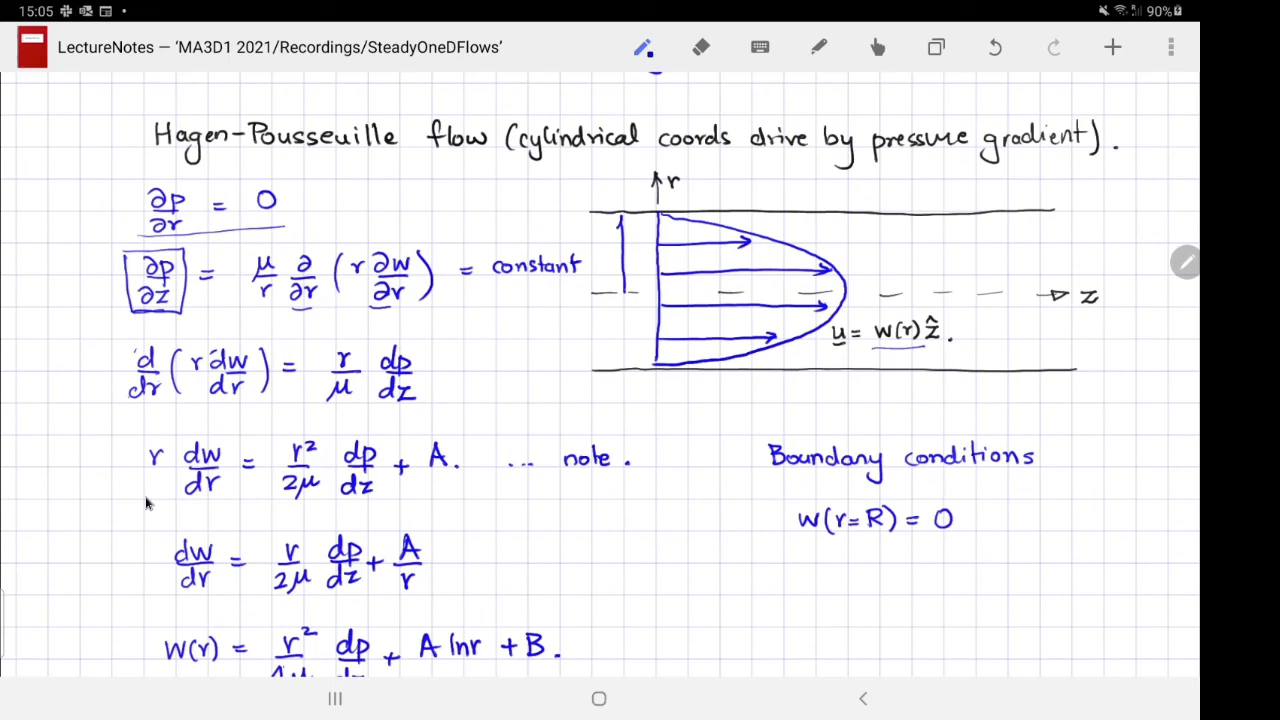 15:05 90%
LectureNotes — 'MA3D1 2021/Recordings/SteadyOneDFlows'
Hagen-Pousseuille flow (cylindrical coords drive by pressure gradient).
∂p/∂r = 0
r
∂p/∂z = μ/r ∂/∂r (r ∂w/∂r) = constant
z
u = w(r)ẑ.
d/dr (r dw/dr) = r/μ dp/dz
r dw/dr = r²/2μ dp/dz + A. ... note.
Boundary conditions
w(r=R) = 0
dw/dr = r/2μ dp/dz + A/r
w(r) = r²/4μ dp/dz + A lnr + B.